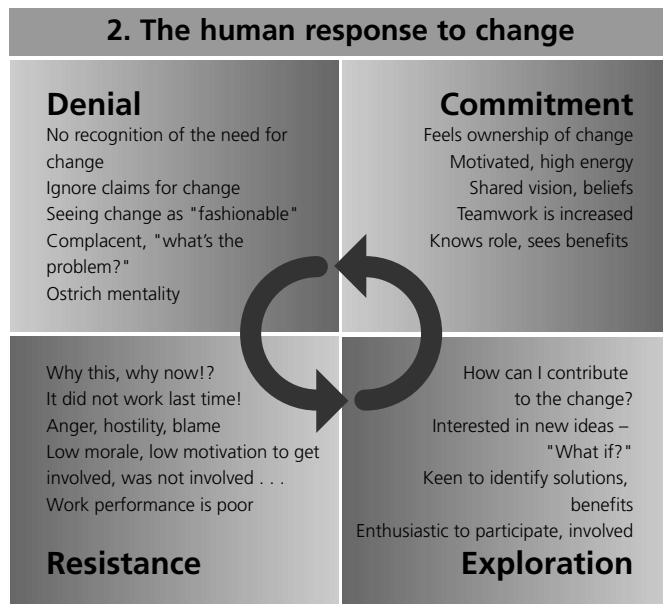 2. The human response to change
Denial
No recognition of the need for
change
Ignore claims for change
Seeing change as "fashionable"
Complacent, "what's the
problem?"
Ostrich mentality
Commitment
Feels ownership of change
Motivated, high energy
Shared vision, beliefs
Teamwork is increased
Knows role, sees benefits
Why this, why now!?
It did not work last time!
Anger, hostility, blame
Low morale, low motivation to get
involved, was not involved . . .
Work performance is poor
Resistance
How can I contribute
to the change?
Interested in new ideas –
"What if?"
Keen to identify solutions,
benefits
Enthusiastic to participate, involved
Exploration